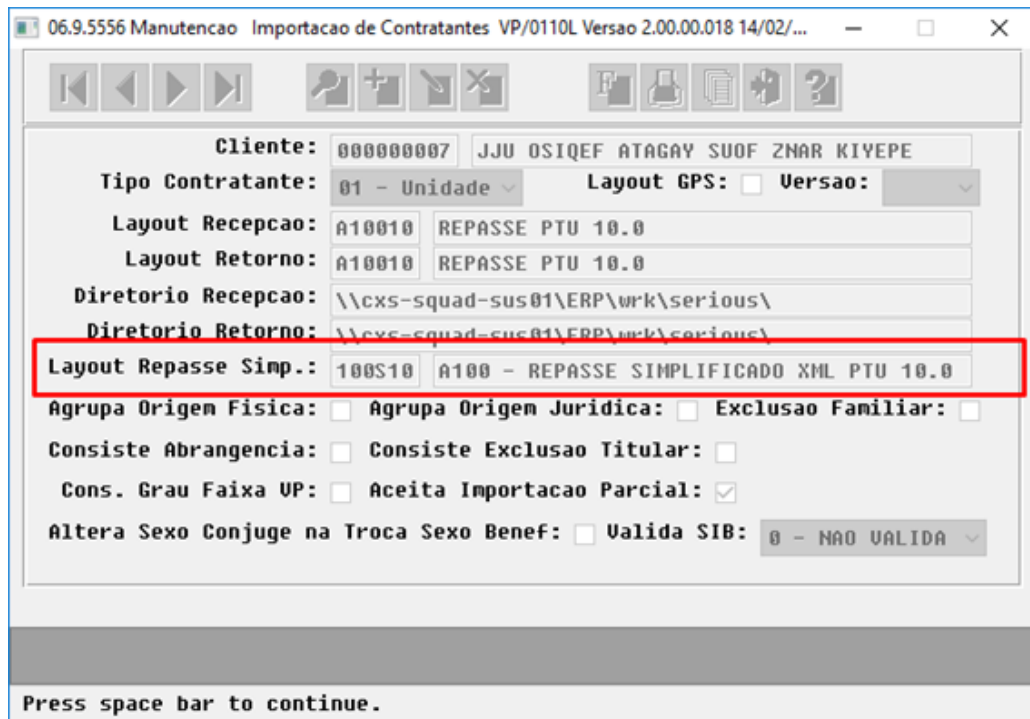 06.9.5556 Manutencao Importacao de Contratantes VP/0110L Versao 2.00.00.018 14/02/...
F ?
Cliente: 000000007 JJU OSIQEF ATAGAY SUOF ZNAR KIYEPE
Tipo Contratante: 01 - Unidade Layout GPS: Versao:
Layout Recepcao: A10010 REPASSE PTU 10.0
Layout Retorno: A10010 REPASSE PTU 10.0
Diretorio Recepcao: \\cxs-squad-sus01\ERP\wrk\serious\
Diretorio Retorno: \\cxs-squad-sus01\ERP\wrk\serious\
Layout Repasse Simp.: 100S10 A100 - REPASSE SIMPLIFICADO XML PTU 10.0
Agrupa Origem Fisica: Agrupa Origem Juridica: Exclusao Familiar:
Consiste Abrangencia: Consiste Exclusao Titular:
Cons. Grau Faixa VP: Aceita Importacao Parcial:
Altera Sexo Conjuge na Troca Sexo Benef: Valida SIB: 0 - NAO VALIDA
Press space bar to continue.